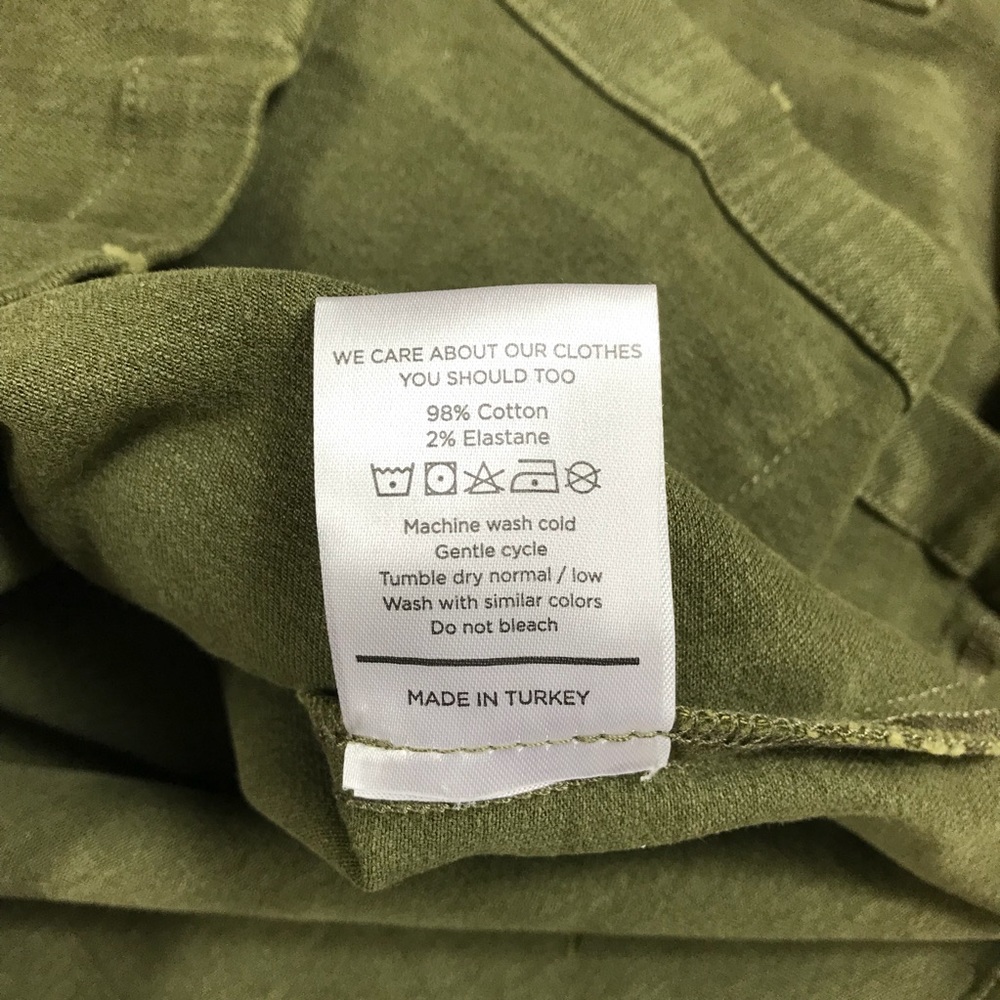 WE CARE ABOUT OUR CLOTHES
YOU SHOULD TOO
98% Cotton
2% Elastane
Machine wash cold
Gentle cycle
Tumble dry normal / low
Wash with similar colors
Do not bleach
MADE IN TURKEY